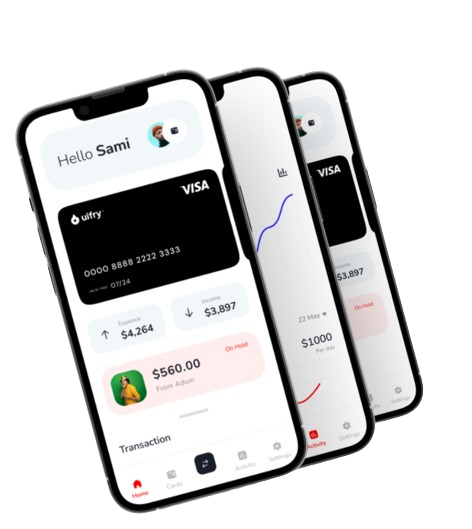 Hello Sami
VISA
uifry
0000 8888 2222 3333
07/24
Expence
$4,264
Income
$3,897
$560.00
From Adom
On Hold
Transaction
Home
Cards
Activity
Settings
22 May
$1000
Per day
Activity
Settings
VISA
$3,897
On Hold
Settings